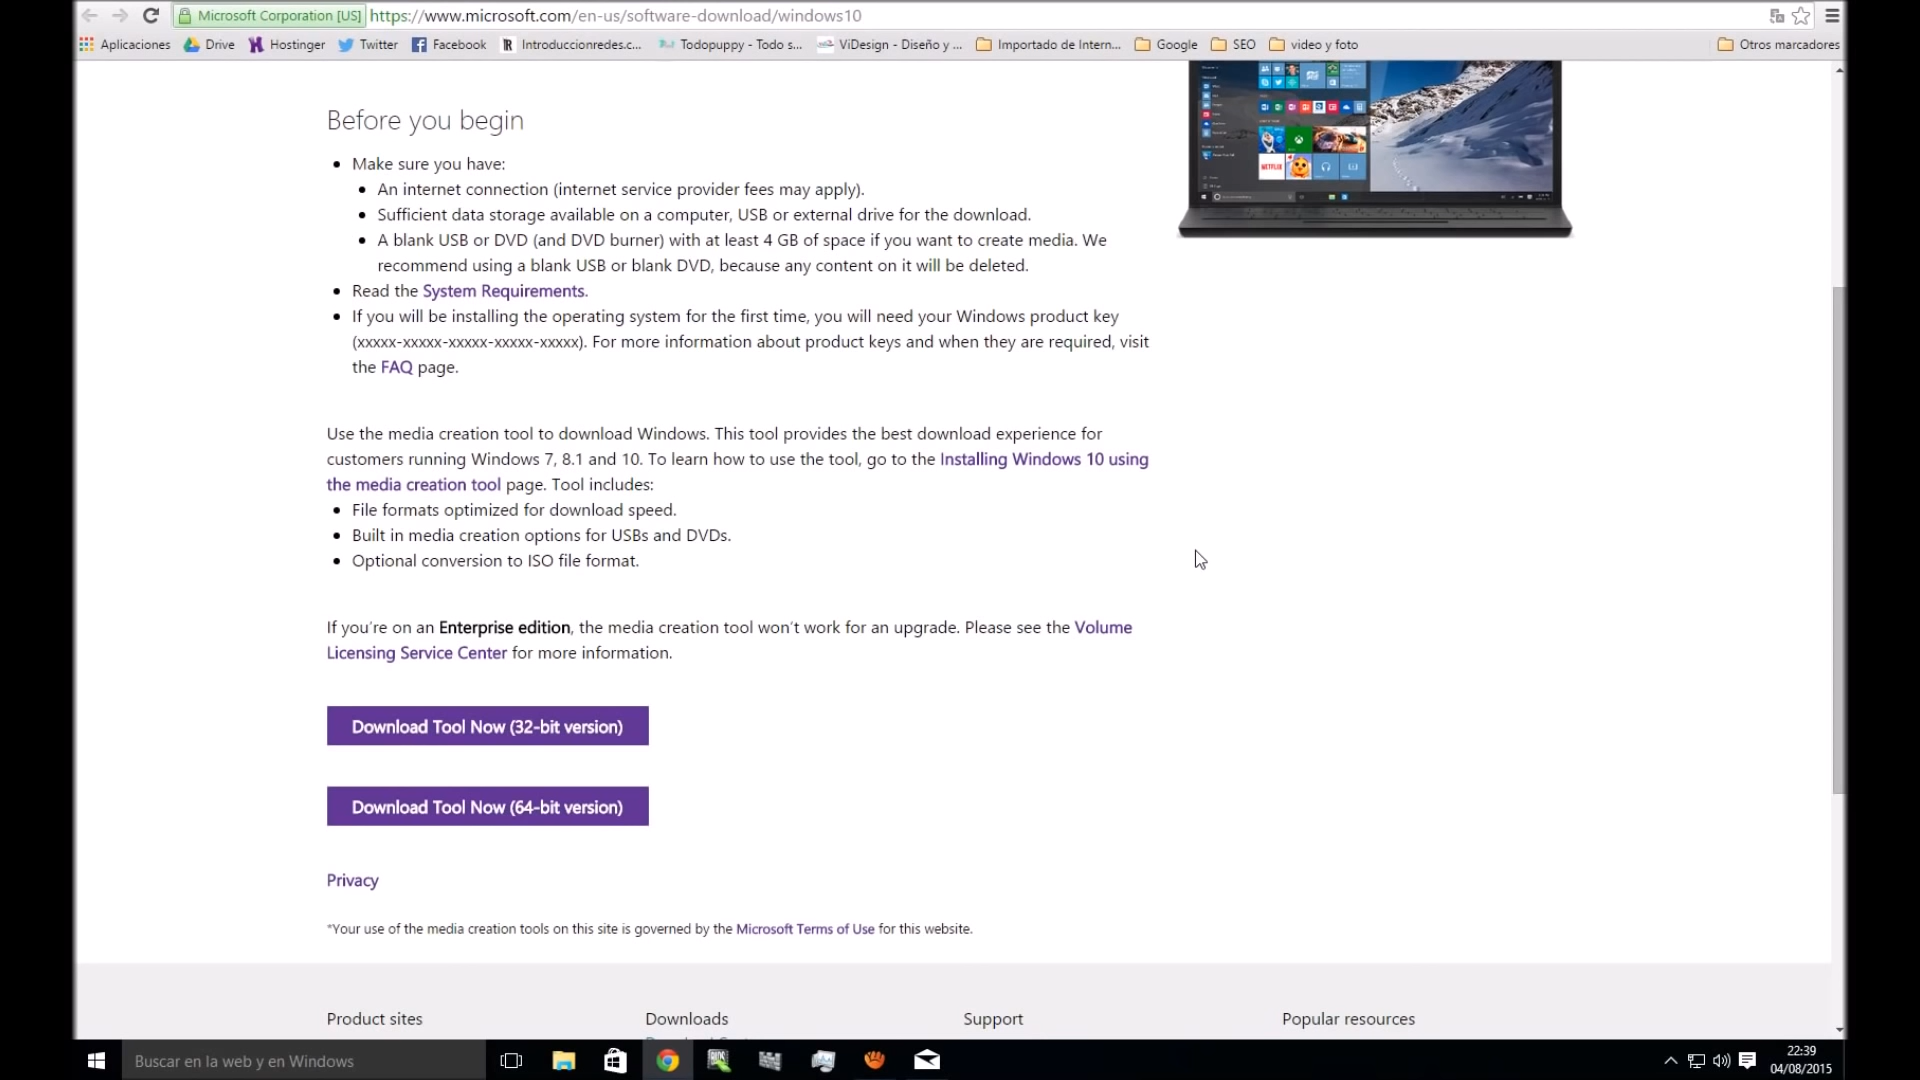 Microsoft Corporation [US] https://www.microsoft.com/en-us/software-download/windows10
Aplicaciones Drive Hostinger Twitter Facebook Introduccionredes.c... Todopuppy - Todo s... ViDesign - Diseño y ... Importado de Intern... Google SEO video y foto Otros marcadores
Before you begin
Make sure you have:
An internet connection (internet service provider fees may apply).
Sufficient data storage available on a computer, USB or external drive for the download.
A blank USB or DVD (and DVD burner) with at least 4 GB of space if you want to create media. We
recommend using a blank USB or blank DVD, because any content on it will be deleted.
Read the System Requirements.
If you will be installing the operating system for the first time, you will need your Windows product key
(xxxxx-xxxxx-xxxxx-xxxxx-xxxxx). For more information about product keys and when they are required, visit
the FAQ page.
Use the media creation tool to download Windows. This tool provides the best download experience for
customers running Windows 7, 8.1 and 10. To learn how to use the tool, go to the Installing Windows 10 using
the media creation tool page. Tool includes:
File formats optimized for download speed.
Built in media creation options for USBs and DVDs.
Optional conversion to ISO file format.
If you're on an Enterprise edition, the media creation tool won't work for an upgrade. Please see the Volume
Licensing Service Center for more information.
Download Tool Now (32-bit version)
Download Tool Now (64-bit version)
Privacy
*Your use of the media creation tools on this site is governed by the Microsoft Terms of Use for this website.
Product sites Downloads Support Popular resources
NETFLIX
Buscar en la web y en Windows
22:39
04/08/2015